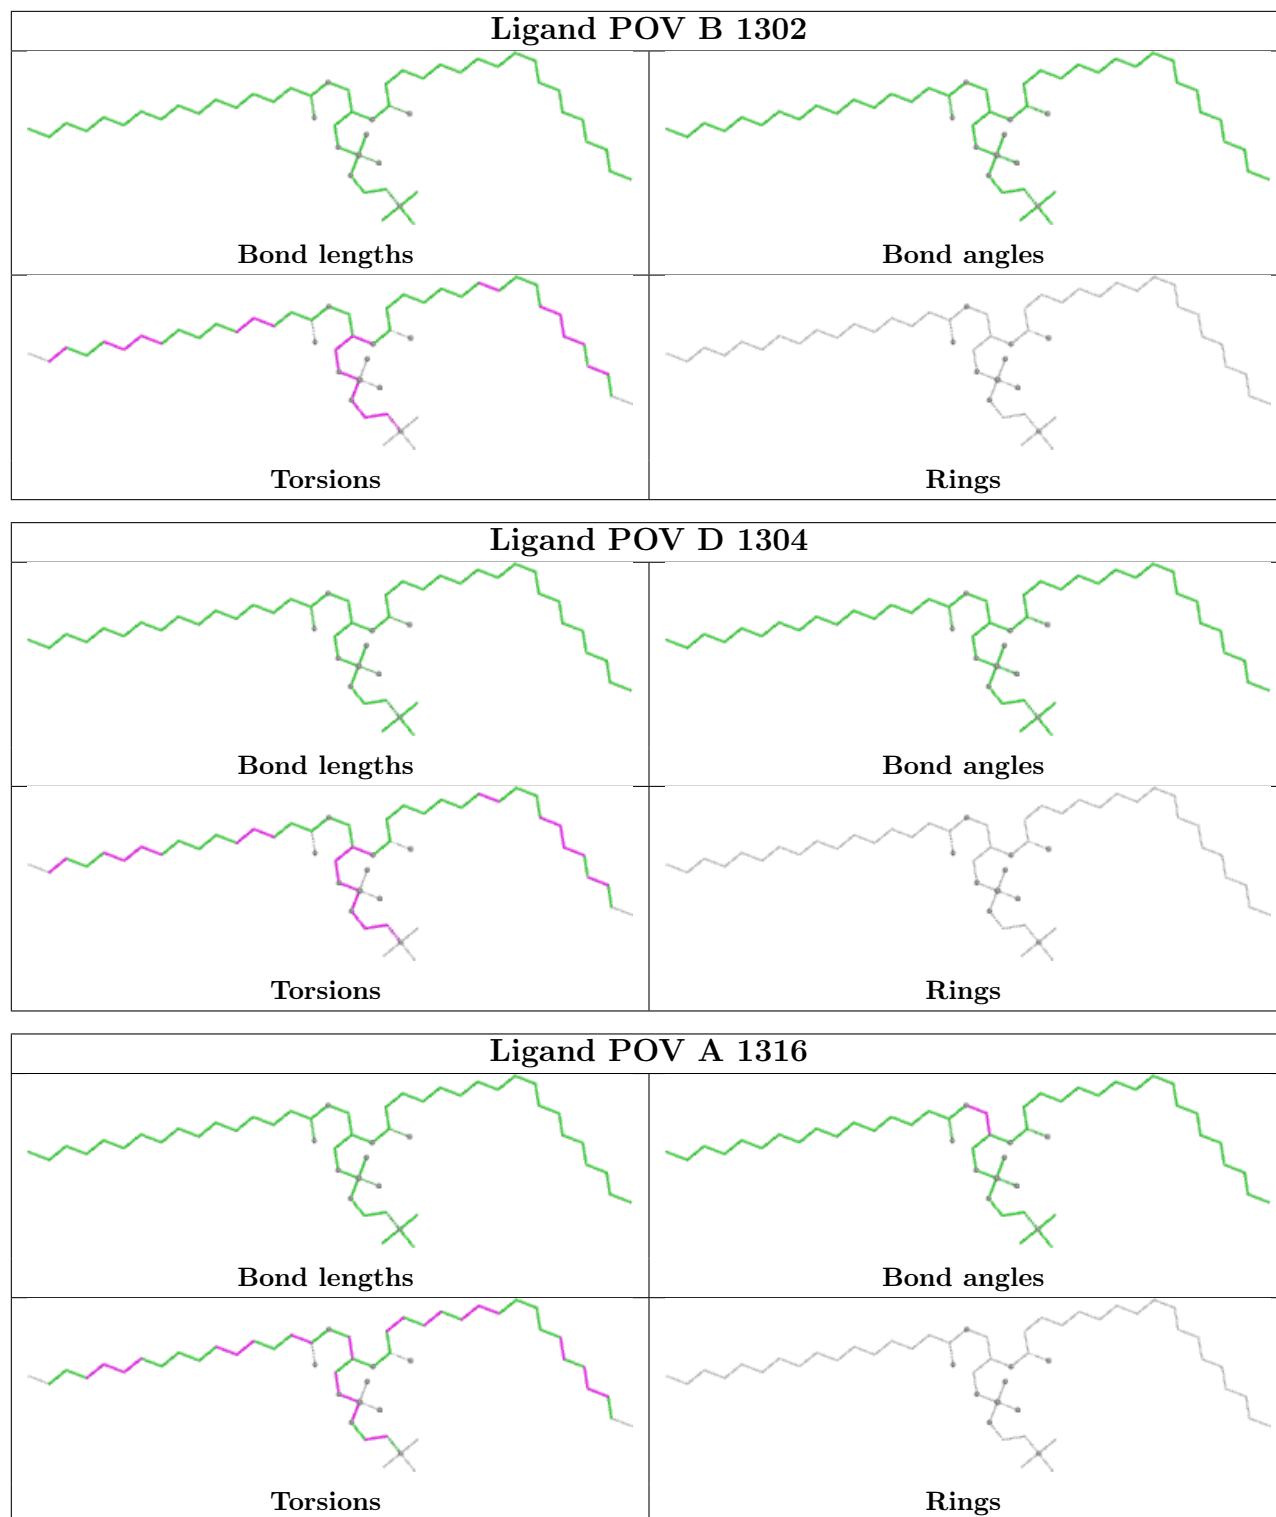 Ligand POV B 1302
Bond lengths
Bond angles
Torsions
Rings
Ligand POV D 1304
Bond lengths
Bond angles
Torsions
Rings
Ligand POV A 1316
Bond lengths
Bond angles
Torsions
Rings